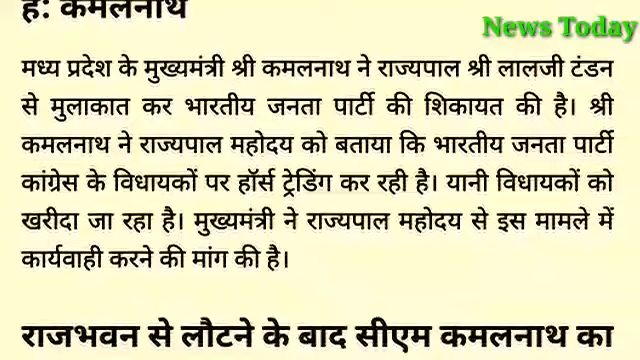 है: कमलनाथ
News Today
मध्य प्रदेश के मुख्यमंत्री श्री कमलनाथ ने राज्यपाल श्री लालजी टंडन
से मुलाकात कर भारतीय जनता पार्टी की शिकायत की है। श्री
कमलनाथ ने राज्यपाल महोदय को बताया कि भारतीय जनता पार्टी
कांग्रेस के विधायकों पर हॉर्स ट्रेडिंग कर रही है। यानी विधायकों को
खरीदा जा रहा है। मुख्यमंत्री ने राज्यपाल महोदय से इस मामले में
कार्यवाही करने की मांग की है।
राजभवन से लौटने के बाद सीएम कमलनाथ का